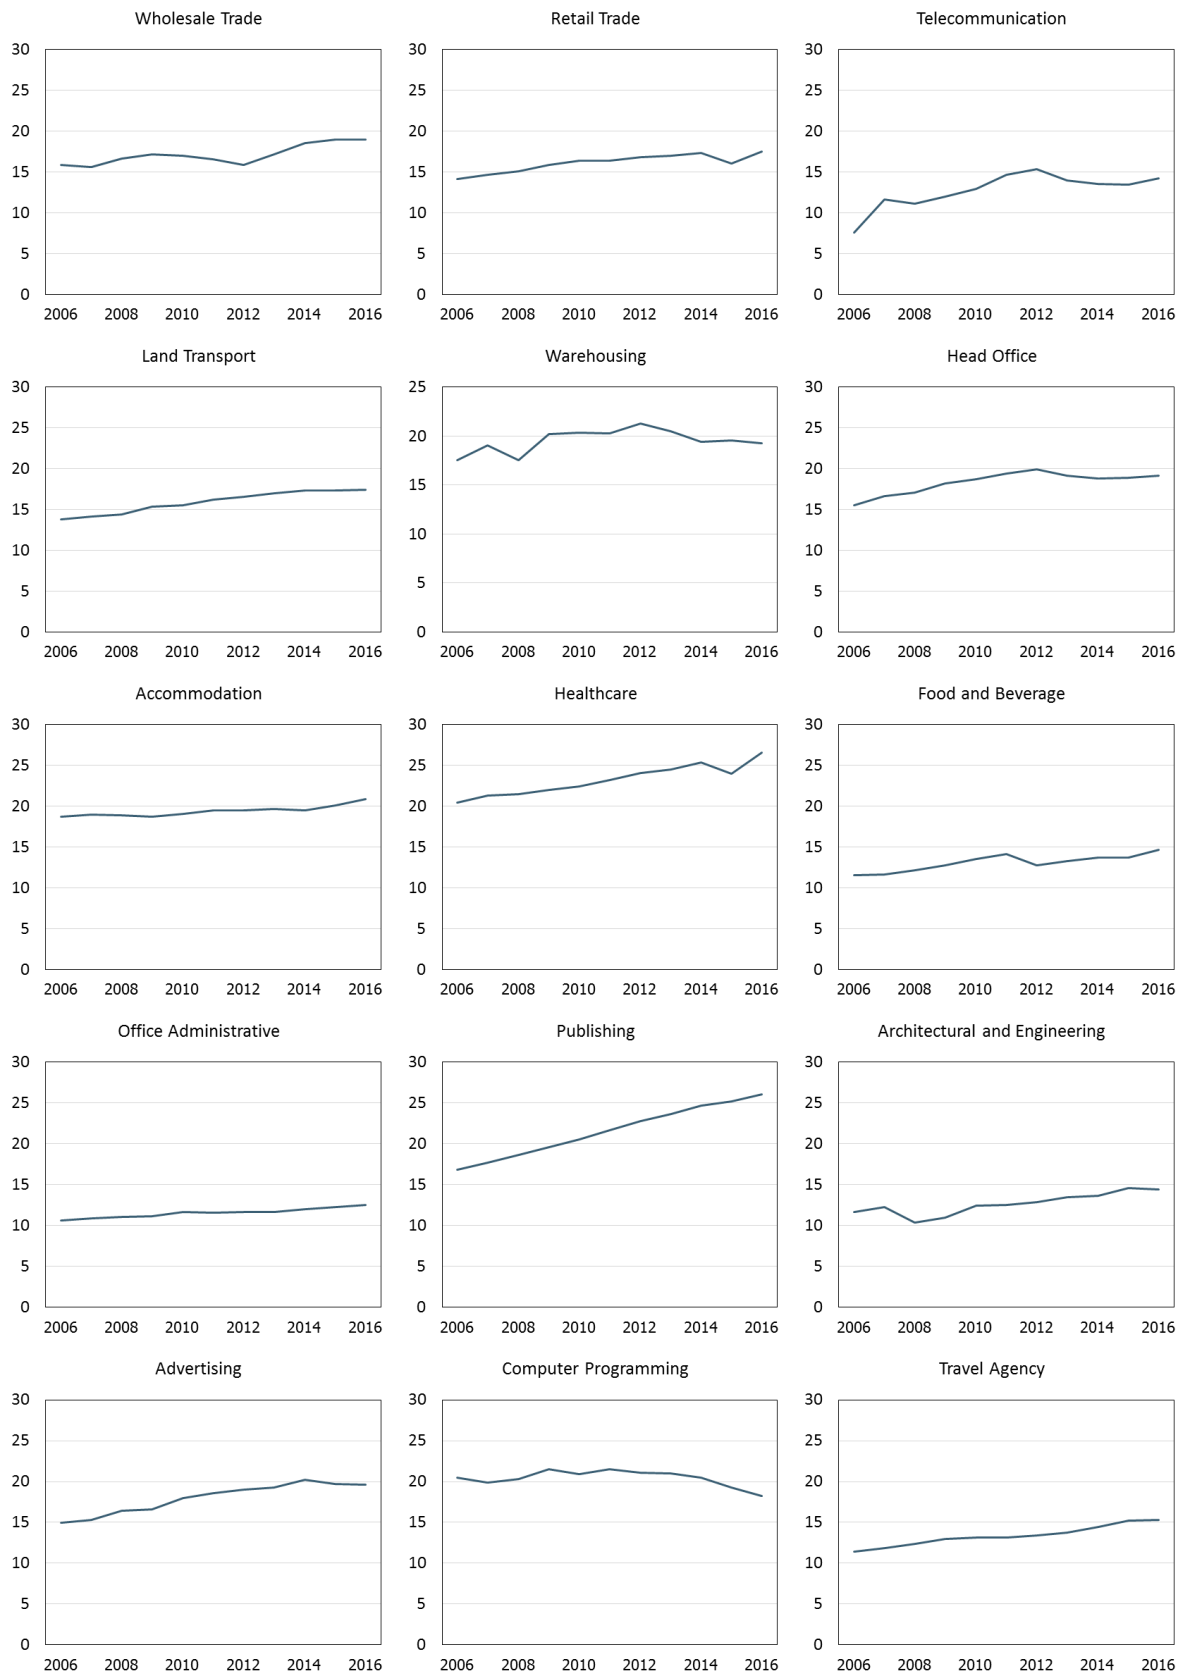 Wholesale Trade Retail Trade Telecommunication
30 30 30
25 25 25
20 20 20
15 15 15
10 10 10
5 5 5
0 0 0
2006 2008 2010 2012 2014 2016 2006 2008 2010 2012 2014 2016 2006 2008 2010 2012 2014 2016
Land Transport Warehousing Head Office
30 25 30
25 20 25
20 15 20
15 10 15
10 5 10
5 0 5
0 0
2006 2008 2010 2012 2014 2016 2006 2008 2010 2012 2014 2016 2006 2008 2010 2012 2014 2016
Accommodation Healthcare Food and Beverage
30 30 30
25 25 25
20 20 20
15 15 15
10 10 10
5 5 5
0 0 0
2006 2008 2010 2012 2014 2016 2006 2008 2010 2012 2014 2016 2006 2008 2010 2012 2014 2016
Office Administrative Publishing Architectural and Engineering
30 30 30
25 25 25
20 20 20
15 15 15
10 10 10
5 5 5
0 0 0
2006 2008 2010 2012 2014 2016 2006 2008 2010 2012 2014 2016 2006 2008 2010 2012 2014 2016
Advertising Computer Programming Travel Agency
30 30 30
25 25 25
20 20 20
15 15 15
10 10 10
5 5 5
0 0 0
2006 2008 2010 2012 2014 2016 2006 2008 2010 2012 2014 2016 2006 2008 2010 2012 2014 2016